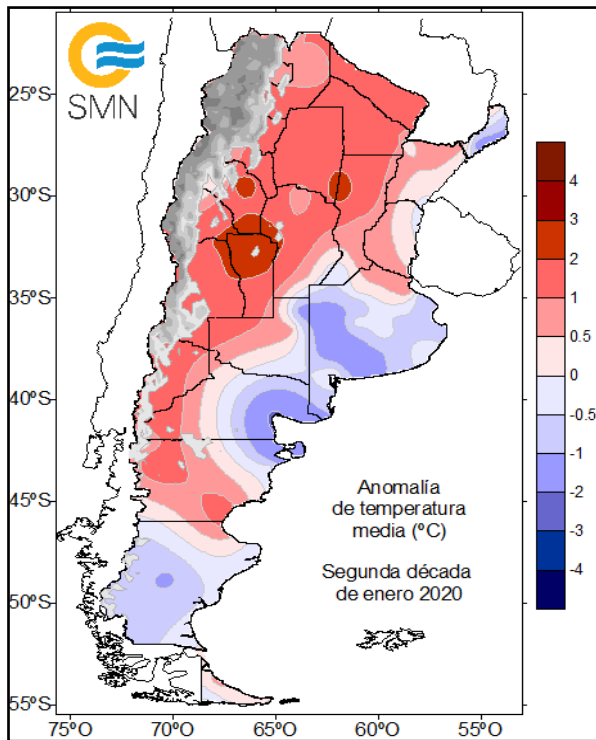 SMN
25ºS
30ºS
35ºS
40ºS
45ºS
50ºS
55ºS
75ºO 70ºO 65ºO 60ºO 55ºO
4
3
2
1
0.5
0
-0.5
-1
-2
-3
-4
Anomalía
de temperatura
media (ºC)
Segunda década
de enero 2020